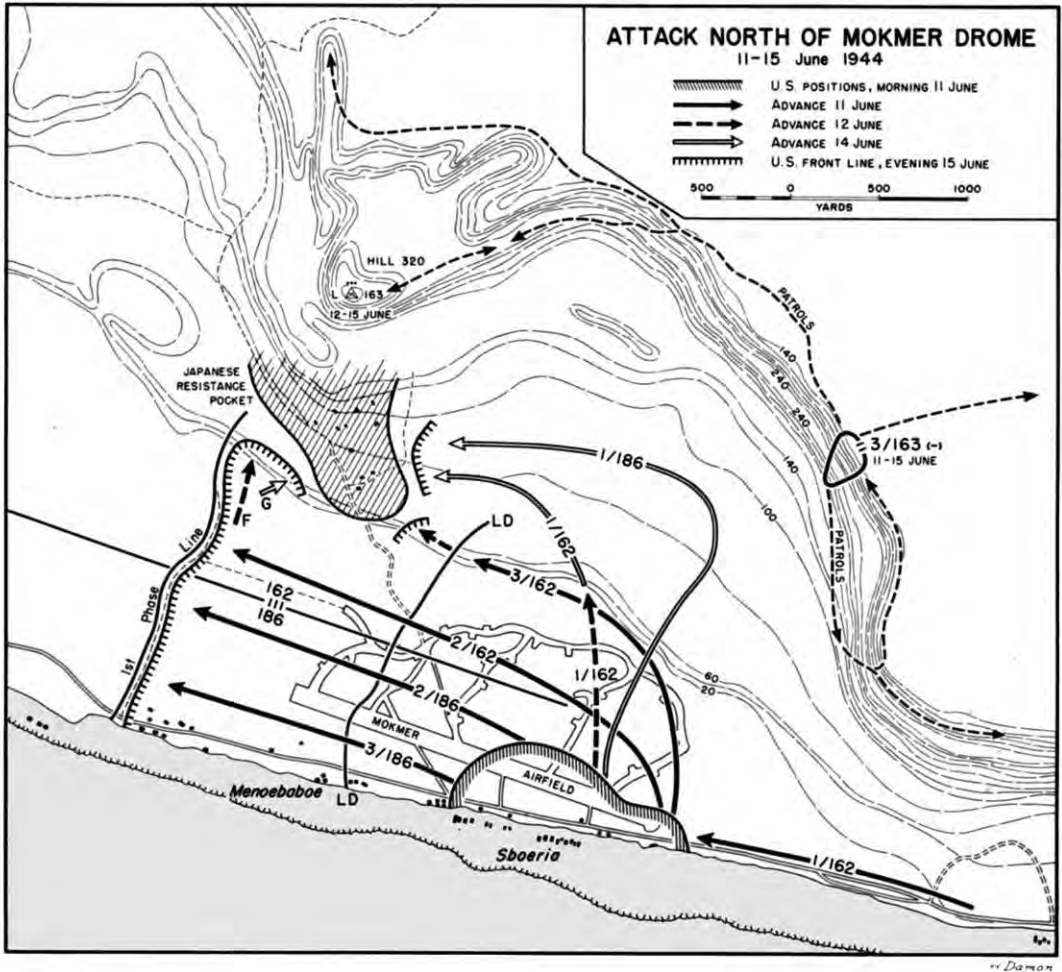 ATTACK NORTH OF MOKMER DROME
11-15 June 1944
U.S. POSITIONS, MORNING 11 JUNE
ADVANCE 11 JUNE
ADVANCE 12 JUNE
ADVANCE 14 JUNE
U.S. FRONT LINE, EVENING 15 JUNE
500 0 500 1000
YARDS
HILL 320
L 163
12-15 JUNE
PATROLS
140
240
240
140
100
JAPANESE
RESISTANCE
POCKET
3/163 (-)
11-15 JUNE
PATROLS
1/186
G
F
LD
1/162
3/162
1st Phase Line
162
III
186
2/162
1/162
60
20
2/186
MOKMER
3/186
AIRFIELD
Menoebaboe
LD
Sboeria
1/162
Damon